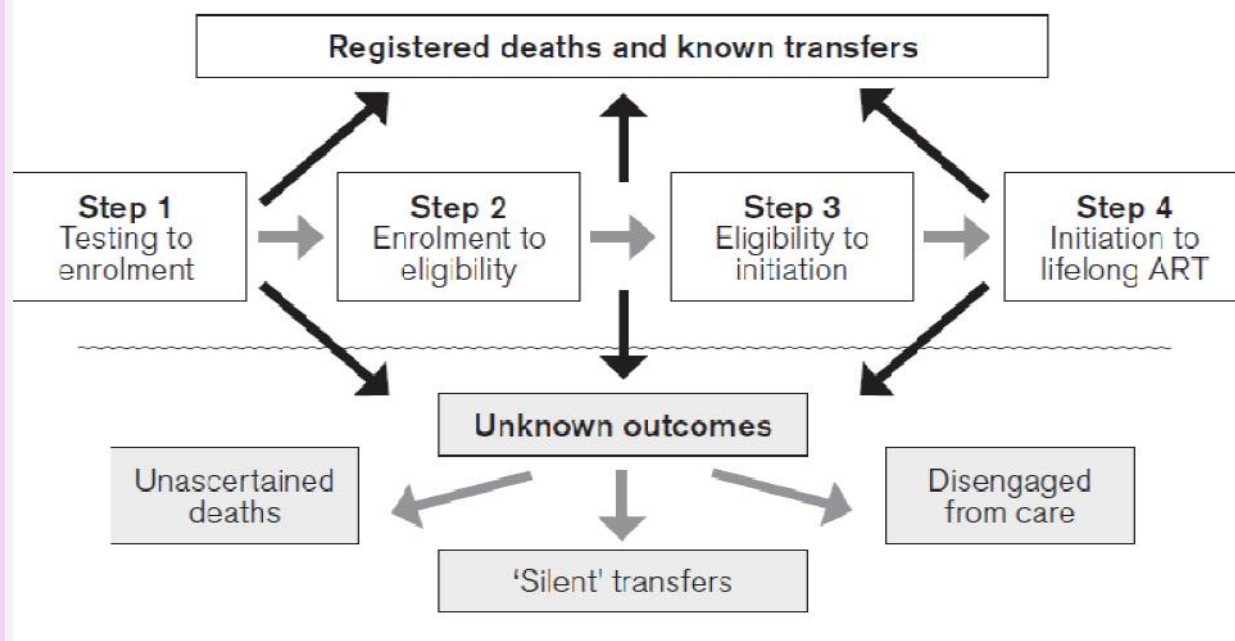 Registered deaths and known transfers
Step 1
Testing to
enrolment
Step 2
Enrolment to
eligibility
Step 3
Eligibility to
initiation
Step 4
Initiation to
lifelong ART
Unknown outcomes
Unascertained
deaths
'Silent' transfers
Disengaged
from care